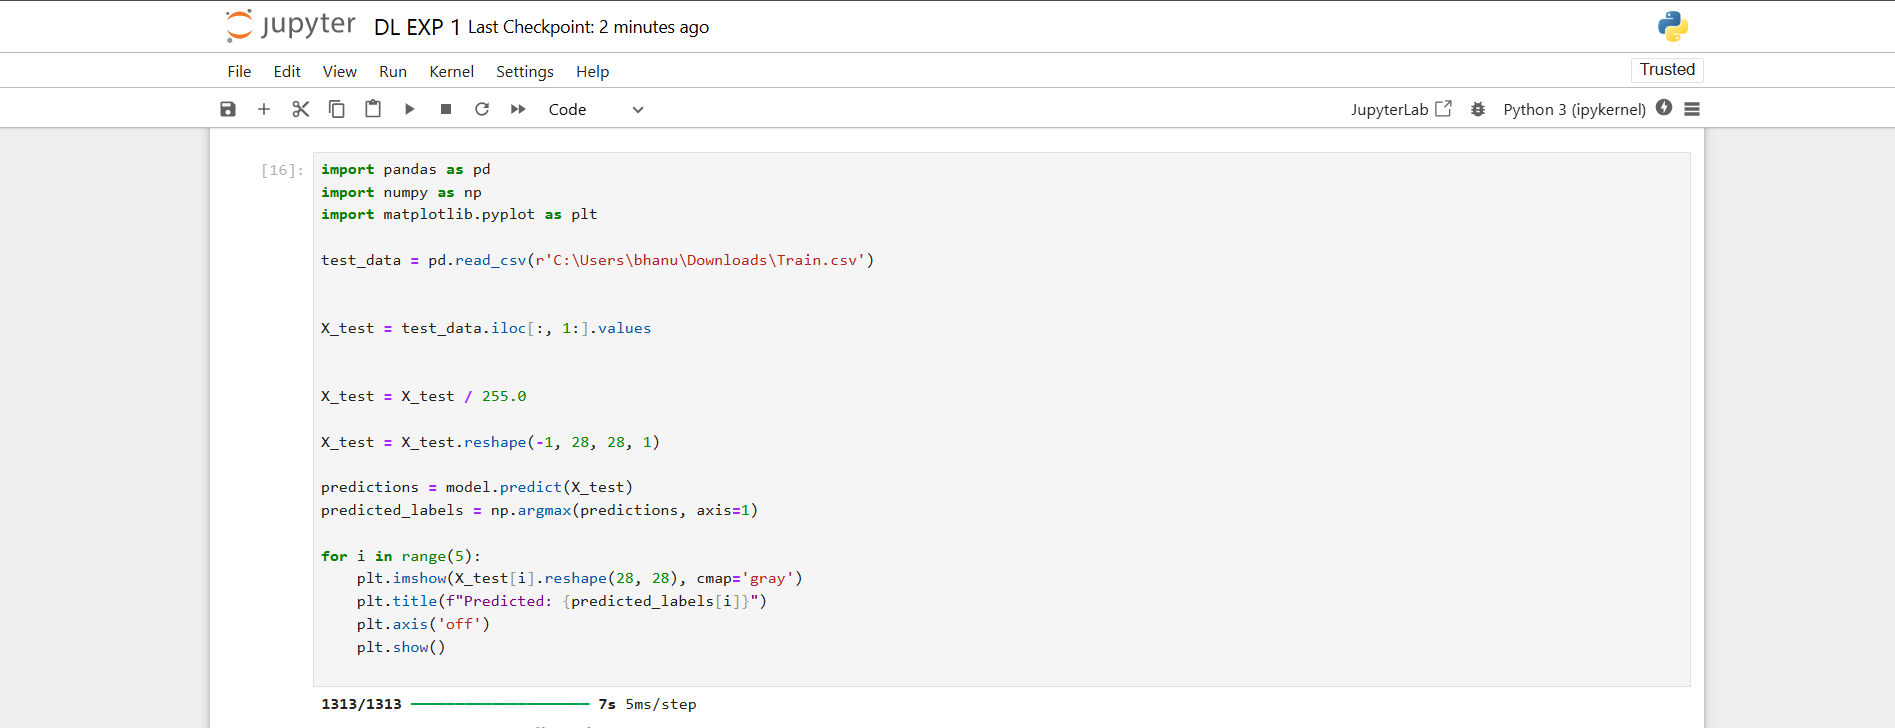 jupyter DL EXP 1 Last Checkpoint: 2 minutes ago
File Edit View Run Kernel Settings Help Trusted
Code JupyterLab Python 3 (ipykernel)
[16]:
import pandas as pd
import numpy as np
import matplotlib.pyplot as plt
test_data = pd.read_csv(r'C:\Users\bhanu\Downloads\Train.csv')
X_test = test_data.iloc[:, 1:].values
X_test = X_test / 255.0
X_test = X_test.reshape(-1, 28, 28, 1)
predictions = model.predict(X_test)
predicted_labels = np.argmax(predictions, axis=1)
for i in range(5):
    plt.imshow(X_test[i].reshape(28, 28), cmap='gray')
    plt.title(f"Predicted: {predicted_labels[i]}")
    plt.axis('off')
    plt.show()
1313/1313 7s 5ms/step